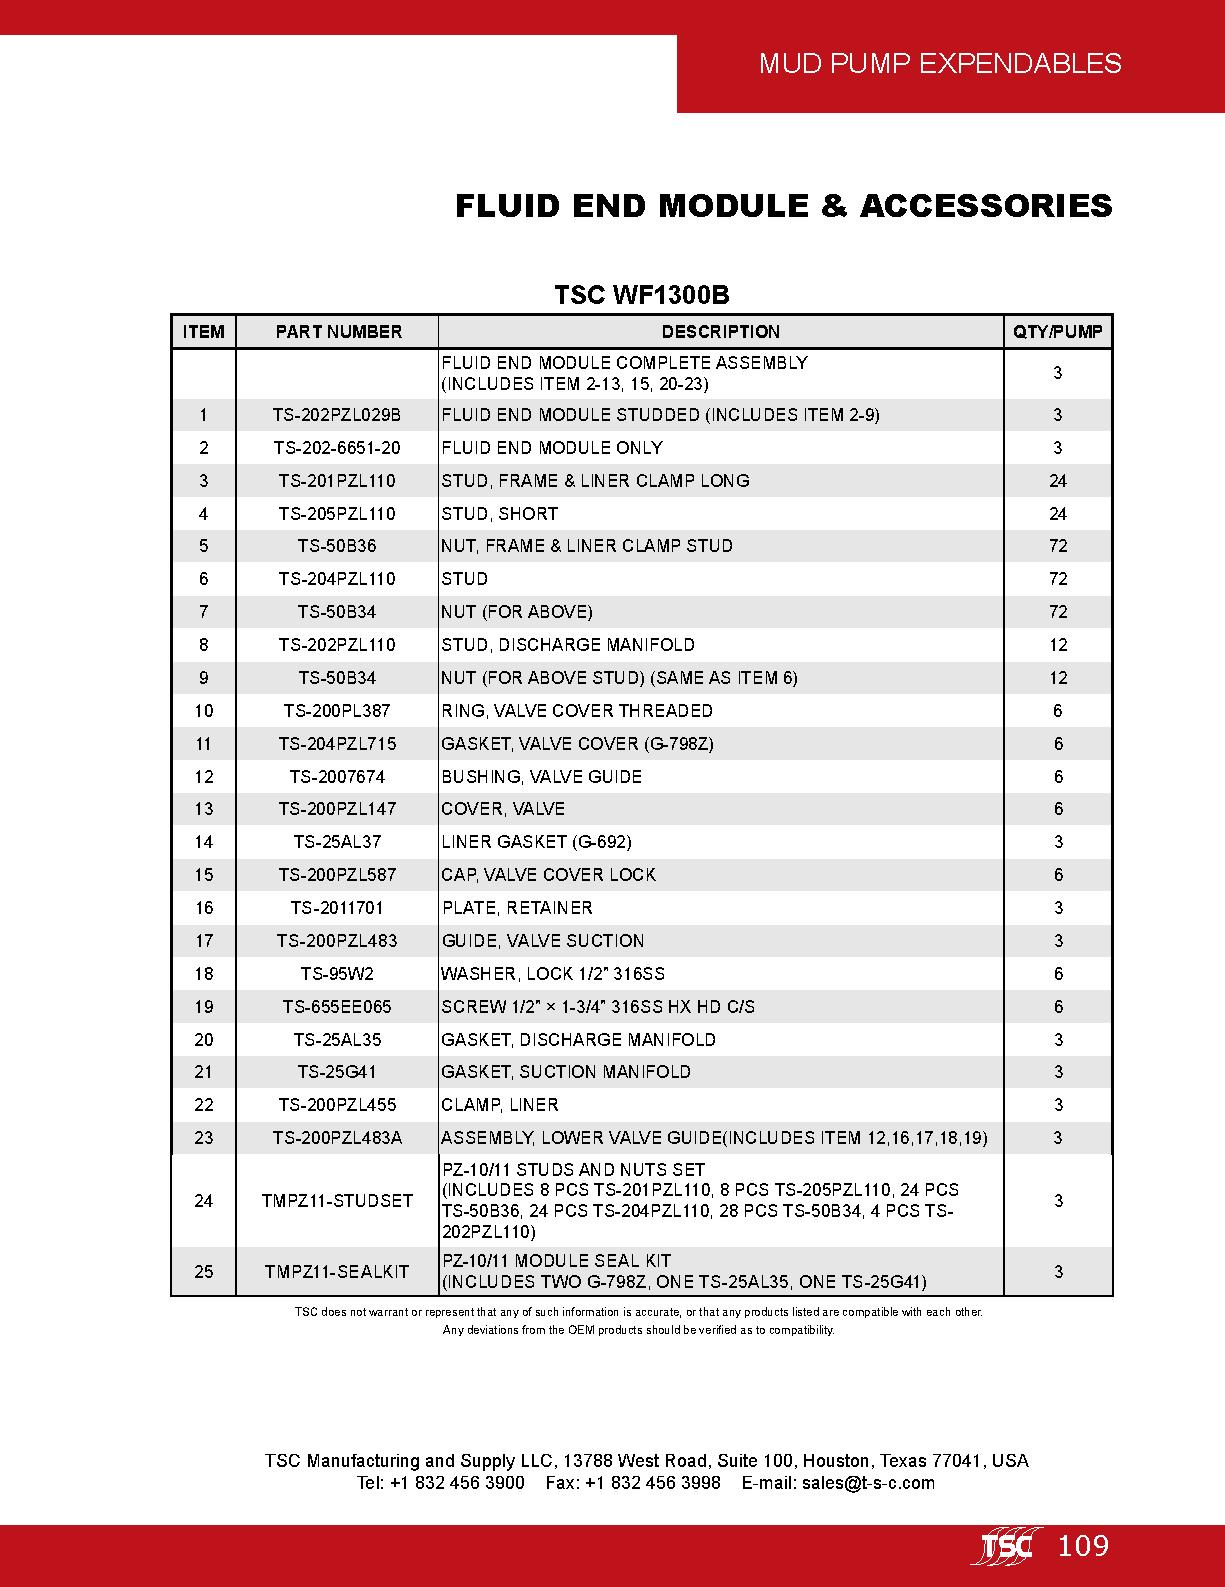 MUD PUMP EXPENDABLES
FLUID END MODULE & ACCESSORIES
TSC WF1300B
ITEM PART NUMBER DESCRIPTION QTY/PUMP
FLUID END MODULE COMPLETE ASSEMBLY
(INCLUDES ITEM 2-13, 15, 20-23) 3
1 TS-202PZL029B FLUID END MODULE STUDDED (INCLUDES ITEM 2-9) 3
2 TS-202-6651-20 FLUID END MODULE ONLY 3
3 TS-201PZL110 STUD, FRAME & LINER CLAMP LONG 24
4 TS-205PZL110 STUD, SHORT 24
5 TS-50B36 NUT, FRAME & LINER CLAMP STUD 72
6 TS-204PZL110 STUD 72
7 TS-50B34 NUT (FOR ABOVE) 72
8 TS-202PZL110 STUD, DISCHARGE MANIFOLD 12
9 TS-50B34 NUT (FOR ABOVE STUD) (SAME AS ITEM 6) 12
10 TS-200PL387 RING, VALVE COVER THREADED 6
11 TS-204PZL715 GASKET, VALVE COVER (G-798Z) 6
12 TS-2007674 BUSHING, VALVE GUIDE 6
13 TS-200PZL147 COVER, VALVE 6
14 TS-25AL37 LINER GASKET (G-692) 3
15 TS-200PZL587 CAP, VALVE COVER LOCK 6
16 TS-2011701 PLATE, RETAINER 3
17 TS-200PZL483 GUIDE, VALVE SUCTION 3
18 TS-95W2 WASHER, LOCK 1/2" 316SS 6
19 TS-655EE065 SCREW 1/2" × 1-3/4" 316SS HX HD C/S 6
20 TS-25AL35 GASKET, DISCHARGE MANIFOLD 3
21 TS-25G41 GASKET, SUCTION MANIFOLD 3
22 TS-200PZL455 CLAMP, LINER 3
23 TS-200PZL483A ASSEMBLY, LOWER VALVE GUIDE(INCLUDES ITEM 12,16,17,18,19) 3
PZ-10/11 STUDS AND NUTS SET
24 TMPZ11-STUDSET (INCLUDES 8 PCS TS-201PZL110, 8 PCS TS-205PZL110, 24 PCS 3
TS-50B36, 24 PCS TS-204PZL110, 28 PCS TS-50B34, 4 PCS TS-
202PZL110)
25 TMPZ11-SEALKIT PZ-10/11 MODULE SEAL KIT 3
(INCLUDES TWO G-798Z, ONE TS-25AL35, ONE TS-25G41)
TSC does not warrant or represent that any of such information is accurate, or that any products listed are compatible with each other.
Any deviations from the OEM products should be verified as to compatibility.
TSC Manufacturing and Supply LLC, 13788 West Road, Suite 100, Houston, Texas 77041, USA
Tel: +1 832 456 3900 Fax: +1 832 456 3998 E-mail: sales@t-s-c.com
TSC 109